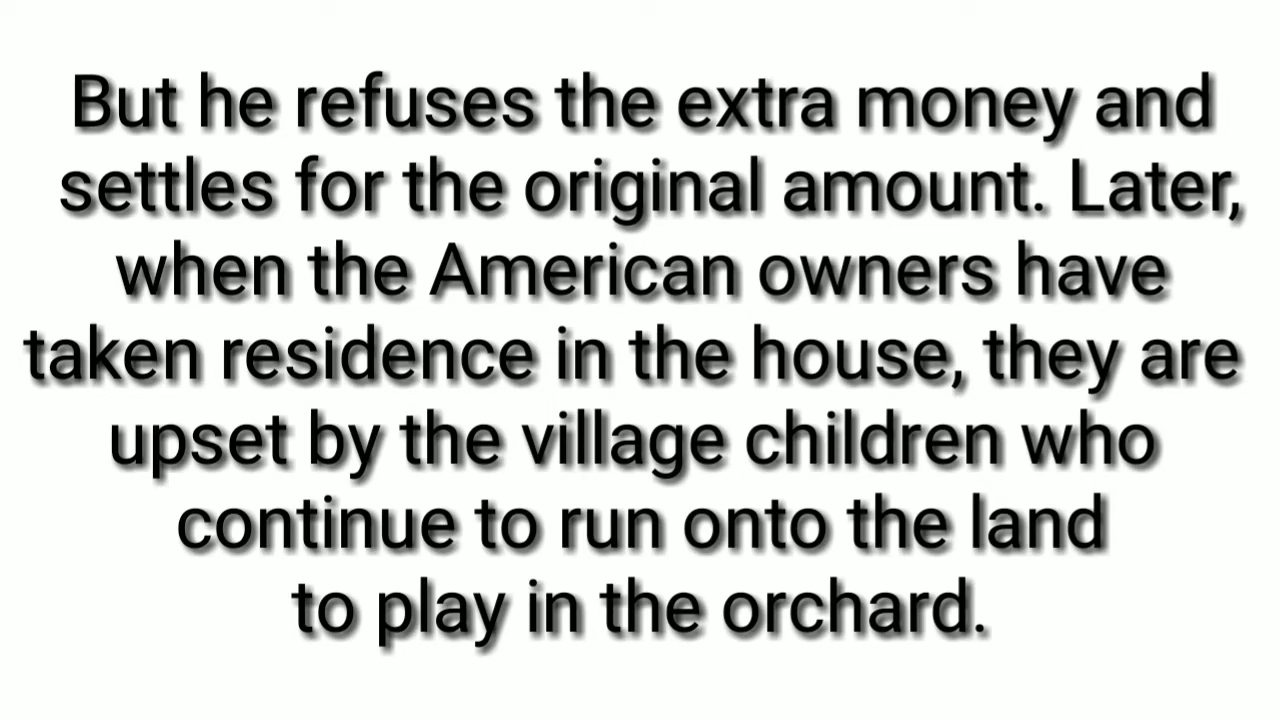 But he refuses the extra money and
settles for the original amount. Later,
when the American owners have
taken residence in the house, they are
upset by the village children who
continue to run onto the land
to play in the orchard.